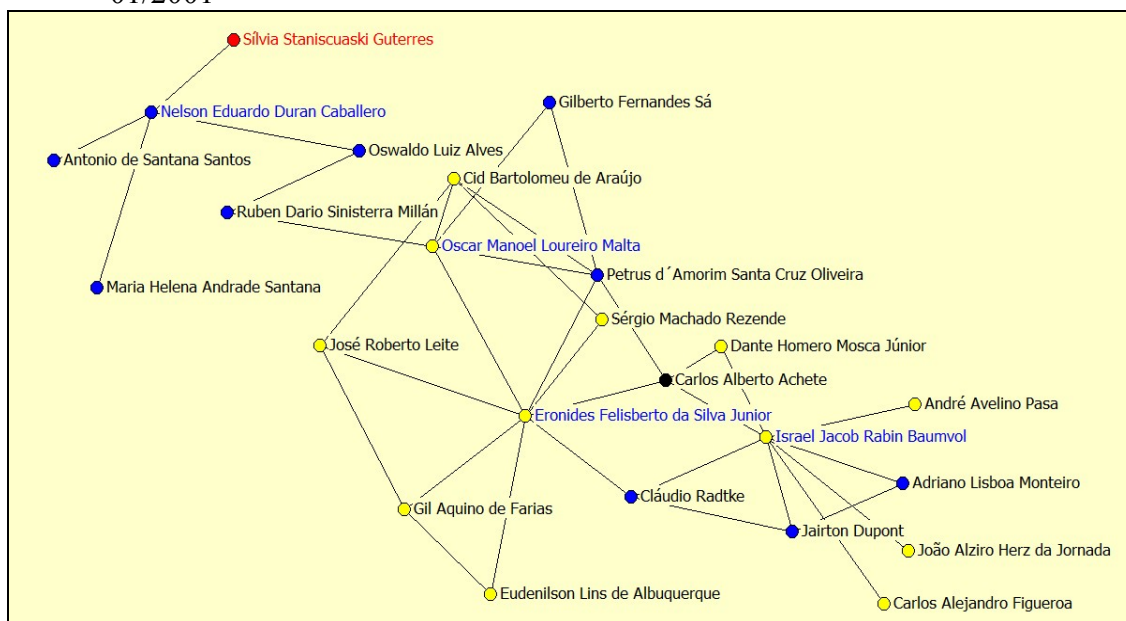 01/2001
Sílvia Staniscuaski Guterres
Nelson Eduardo Duran Caballero
Gilberto Fernandes Sá
Antonio de Santana Santos
Oswaldo Luiz Alves
Cid Bartolomeu de Araújo
Ruben Dario Sinisterra Millán
Oscar Manoel Loureiro Malta
Petrus d´Amorim Santa Cruz Oliveira
Maria Helena Andrade Santana
Sérgio Machado Rezende
José Roberto Leite
Dante Homero Mosca Júnior
Carlos Alberto Achete
André Avelino Pasa
Eronides Felisberto da Silva Junior
Israel Jacob Rabin Baumvol
Adriano Lisboa Monteiro
Cláudio Radtke
Gil Aquino de Farias
Jairton Dupont
João Alziro Herz da Jornada
Eudenilson Lins de Albuquerque
Carlos Alejandro Figueroa